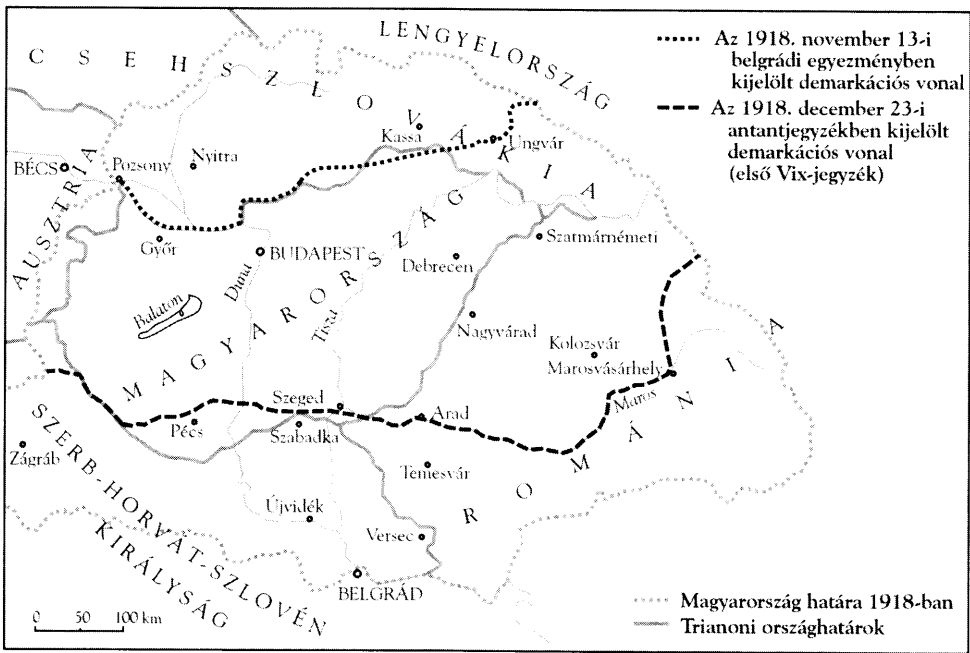 CSEHSZLOVÁKIA
LENGYELORSZÁG
Az 1918. november 13-i
belgrádi egyezményben
kijelölt demarkációs vonal
Az 1918. december 23-i
antantjegyzékben kijelölt
demarkációs vonal
(első Vix-jegyzék)
Kassa
Ungvár
BÉCS
Pozsony
Nyitra
AUSZTRIA
Győr
BUDAPEST
Duna
Debrecen
Szatmárnémeti
Balaton
MAGYARORSZÁG
Tisza
Nagyvárad
Kolozsvár
Marosvásárhely
Maros
ROMÁNIA
Szeged
Arad
Pécs
Szabadka
Zágráb
Temesvár
SZERB-HORVÁT-SZLOVÉN
KIRÁLYSÁG
Újvidék
Versec
BELGRÁD
0 50 100 km
Magyarország határa 1918-ban
Trianoni országhatárok